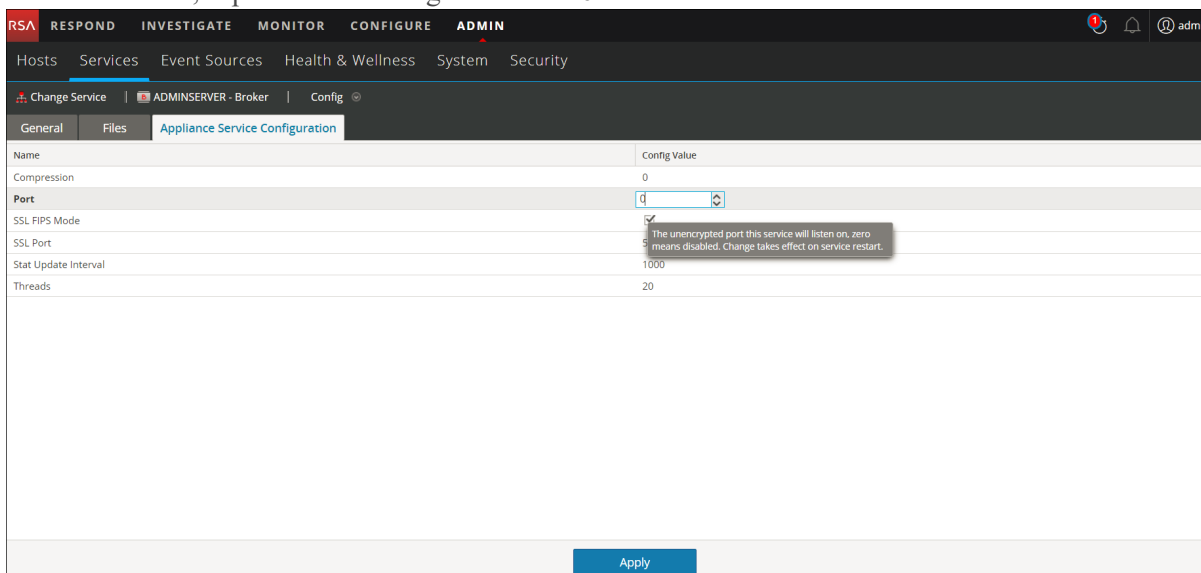 RSA RESPOND INVESTIGATE MONITOR CONFIGURE ADMIN 1 adm
Hosts Services Event Sources Health & Wellness System Security
Change Service | ADMINSERVER - Broker | Config
General Files Appliance Service Configuration
Name Config Value
Compression 0
Port 0
SSL FIPS Mode
The unencrypted port this service will listen on, zero
SSL Port 5 means disabled. Change takes effect on service restart.
Stat Update Interval 1000
Threads 20
Apply